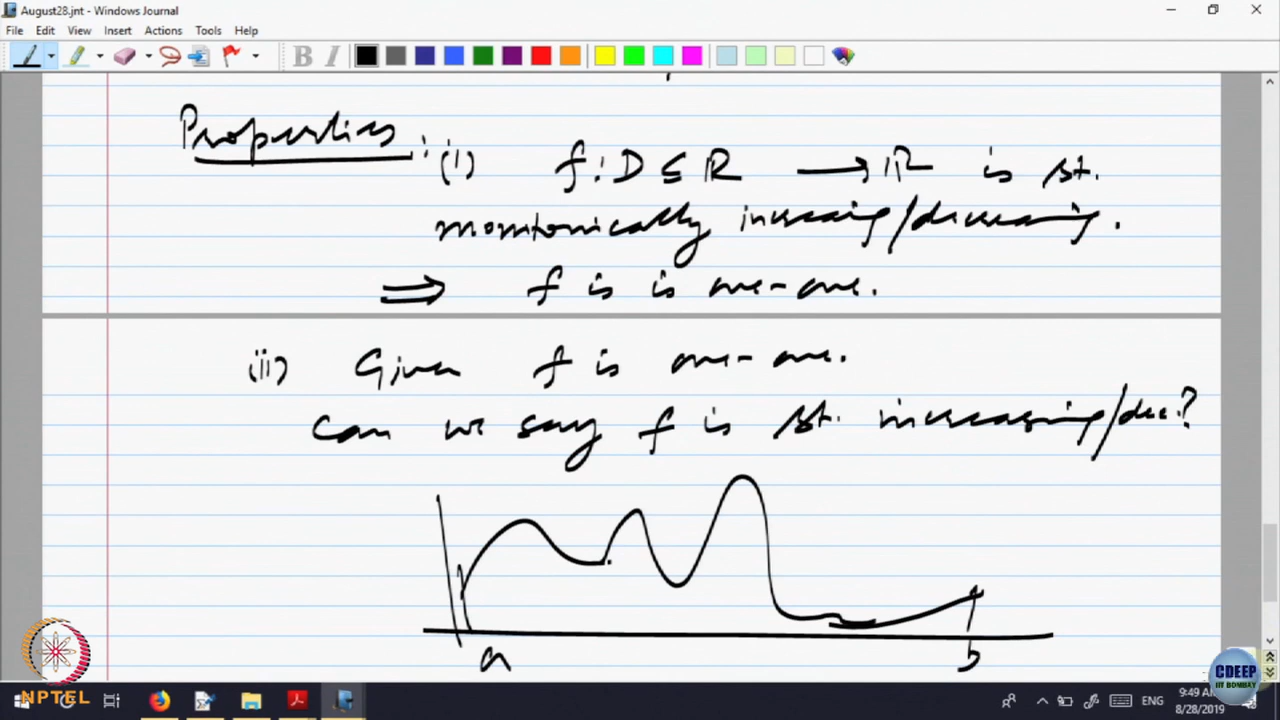 August28.jnt - Windows Journal
File Edit View Insert Actions Tools Help
B I
Properties : (i) f : D ⊆ ℝ → ℝ is st.
monotonically increasing/decreasing.
⇒ f is is one-one.
(ii) Given f is one-one.
Can we say f is st. increasing/dec.?
a b
NPTEL
CDEEP
IIT BOMBAY
ENG
9:49 A
8/28/2019